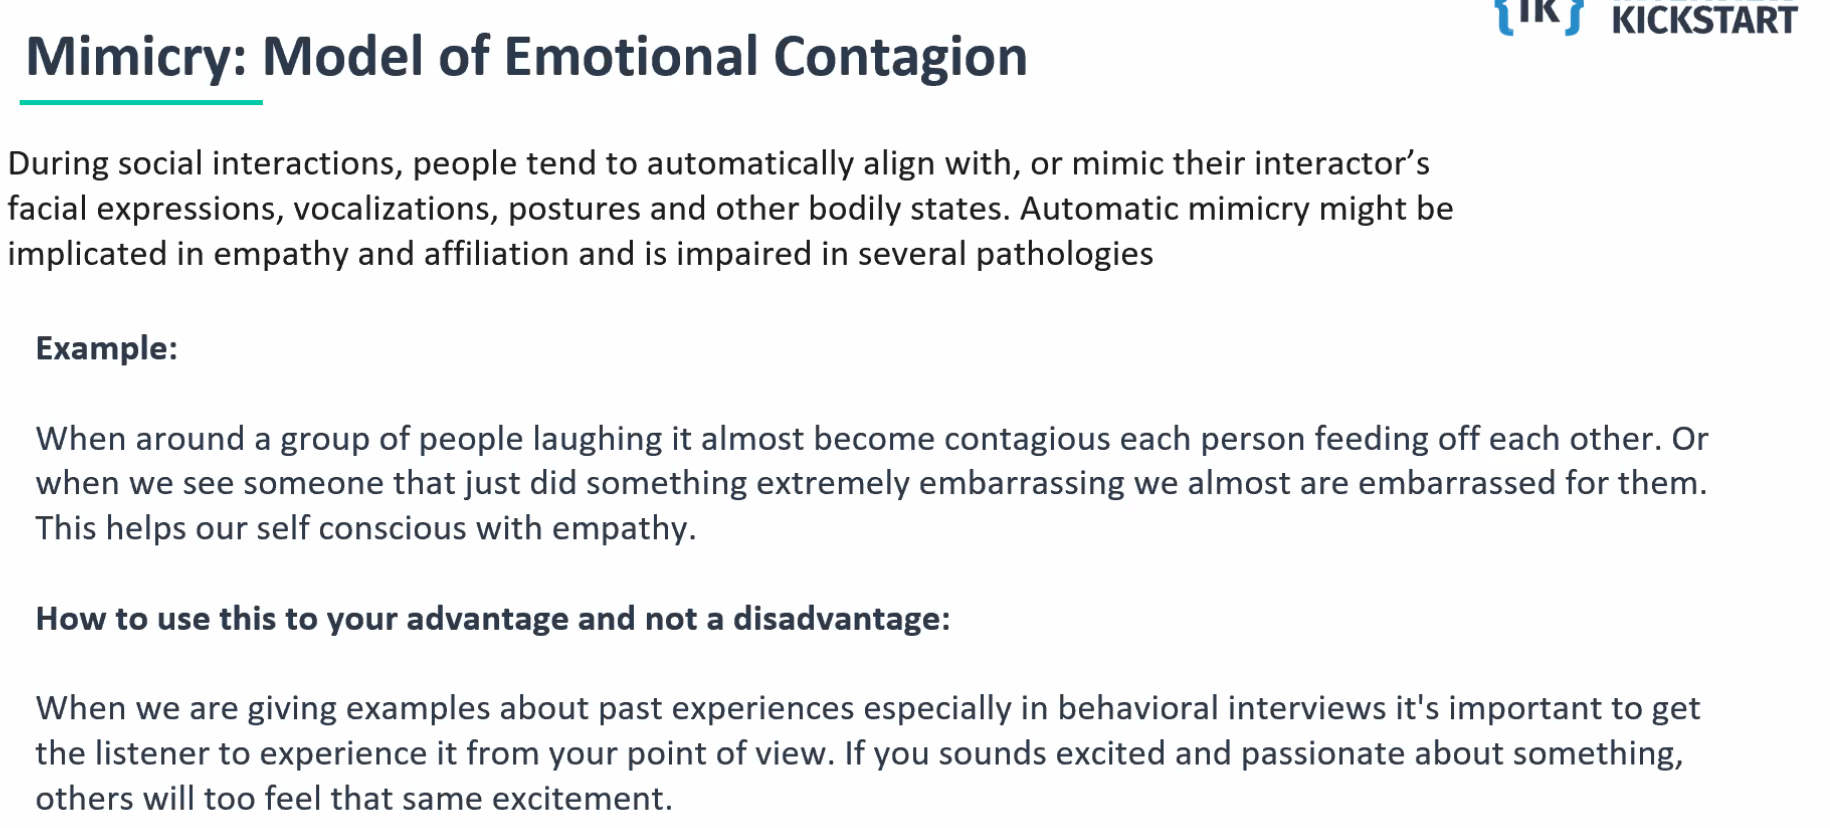 {IK}
KICKSTART
Mimicry: Model of Emotional Contagion
During social interactions, people tend to automatically align with, or mimic their interactor’s
facial expressions, vocalizations, postures and other bodily states. Automatic mimicry might be
implicated in empathy and affiliation and is impaired in several pathologies
Example:
When around a group of people laughing it almost become contagious each person feeding off each other. Or
when we see someone that just did something extremely embarrassing we almost are embarrassed for them.
This helps our self conscious with empathy.
How to use this to your advantage and not a disadvantage:
When we are giving examples about past experiences especially in behavioral interviews it's important to get
the listener to experience it from your point of view. If you sounds excited and passionate about something,
others will too feel that same excitement.